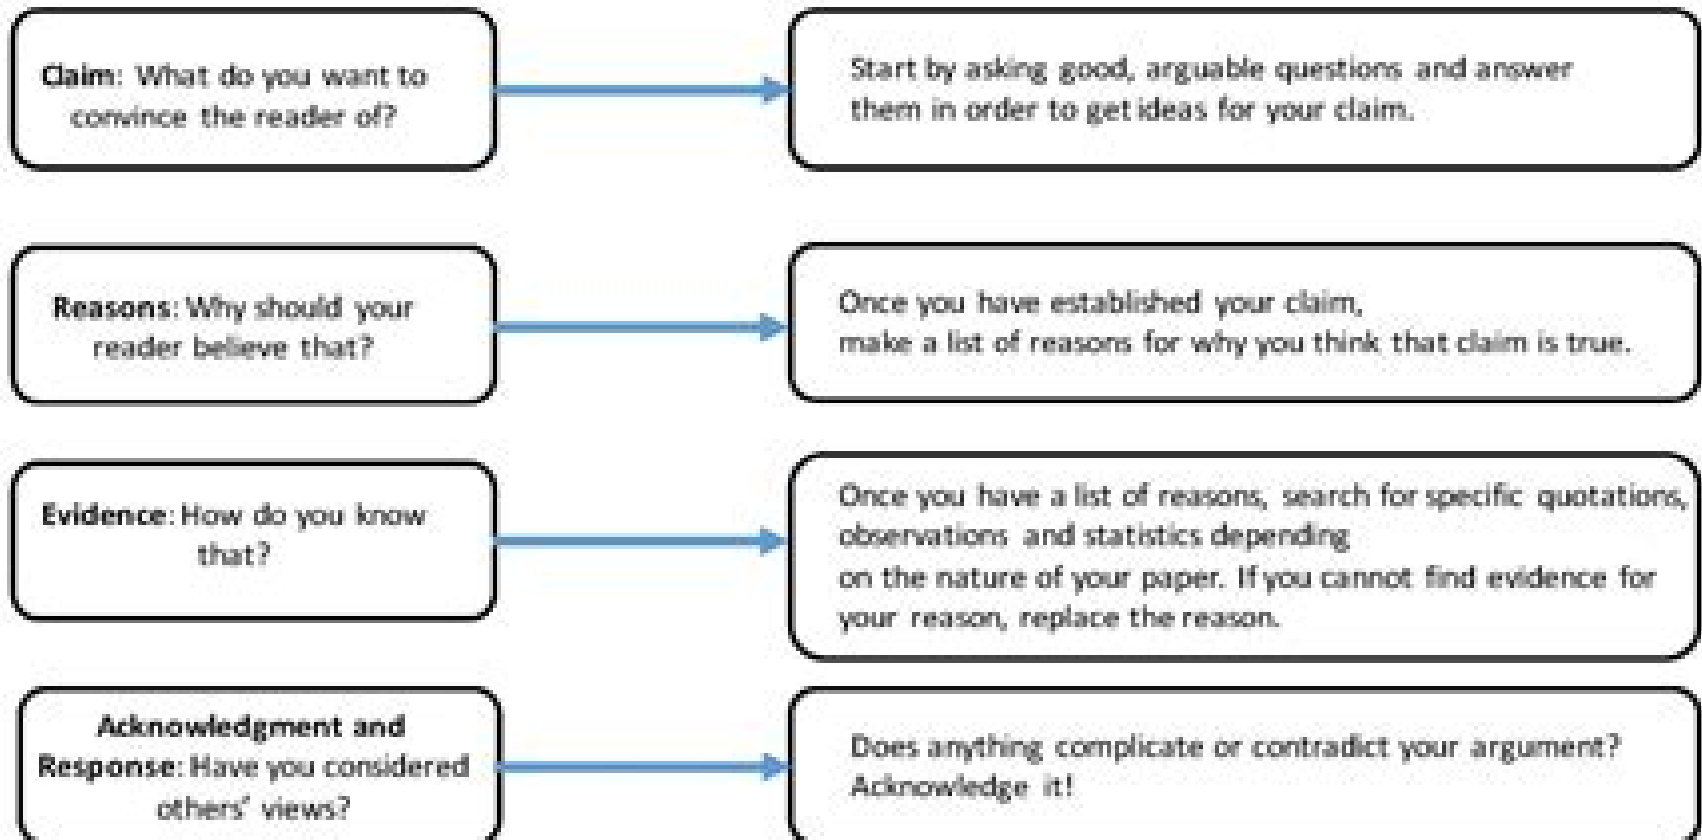 Claim: What do you want to
convince the reader of?
Start by asking good, arguable questions and answer
them in order to get ideas for your claim.
Reasons: Why should your
reader believe that?
Once you have established your claim,
make a list of reasons for why you think that claim is true.
Evidence: How do you know
that?
Once you have a list of reasons, search for specific quotations,
observations and statistics depending
on the nature of your paper. If you cannot find evidence for
your reason, replace the reason.
Acknowledgment and
Response: Have you considered
others' views?
Does anything complicate or contradict your argument?
Acknowledge it!